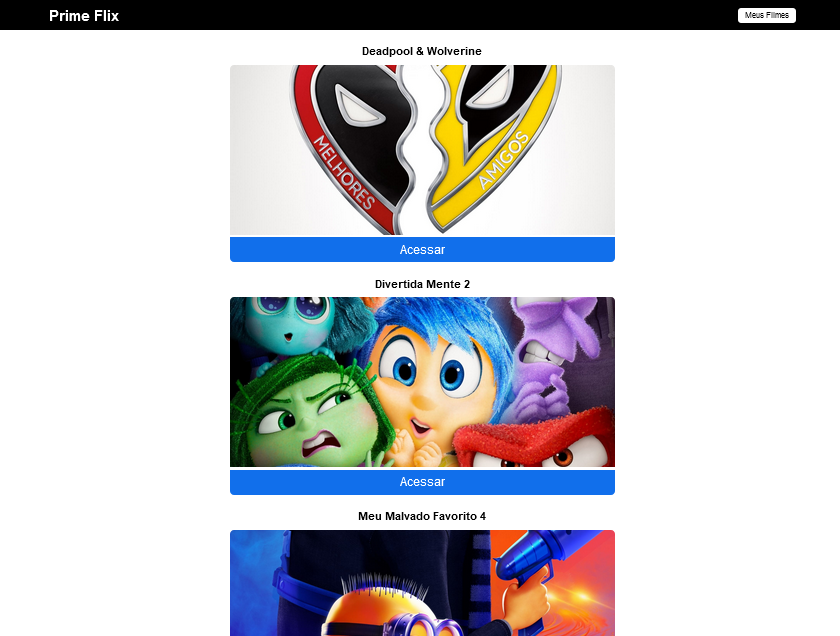 Prime Flix
Meus Filmes
Deadpool & Wolverine
MELHORES
AMIGOS
Acessar
Divertida Mente 2
Acessar
Meu Malvado Favorito 4